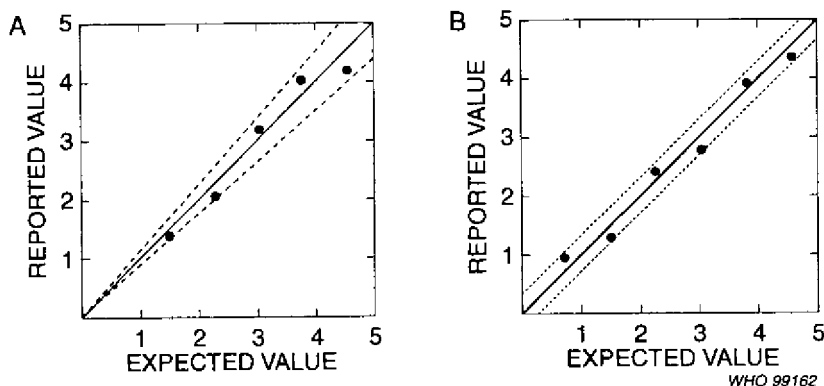 A
5
4
3
2
1
REPORTED VALUE
1 2 3 4 5
EXPECTED VALUE
B
5
4
3
2
1
REPORTED VALUE
1 2 3 4 5
EXPECTED VALUE
WHO 99162